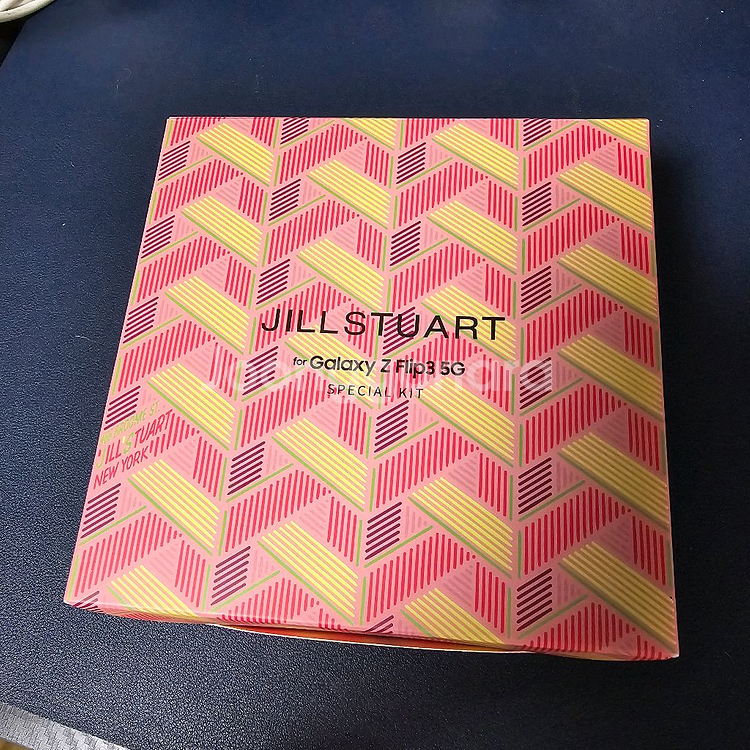 JILLSTUART
for Galaxy Z Flip3 5G
SPECIAL KIT
JILL STUART
NEW YORK